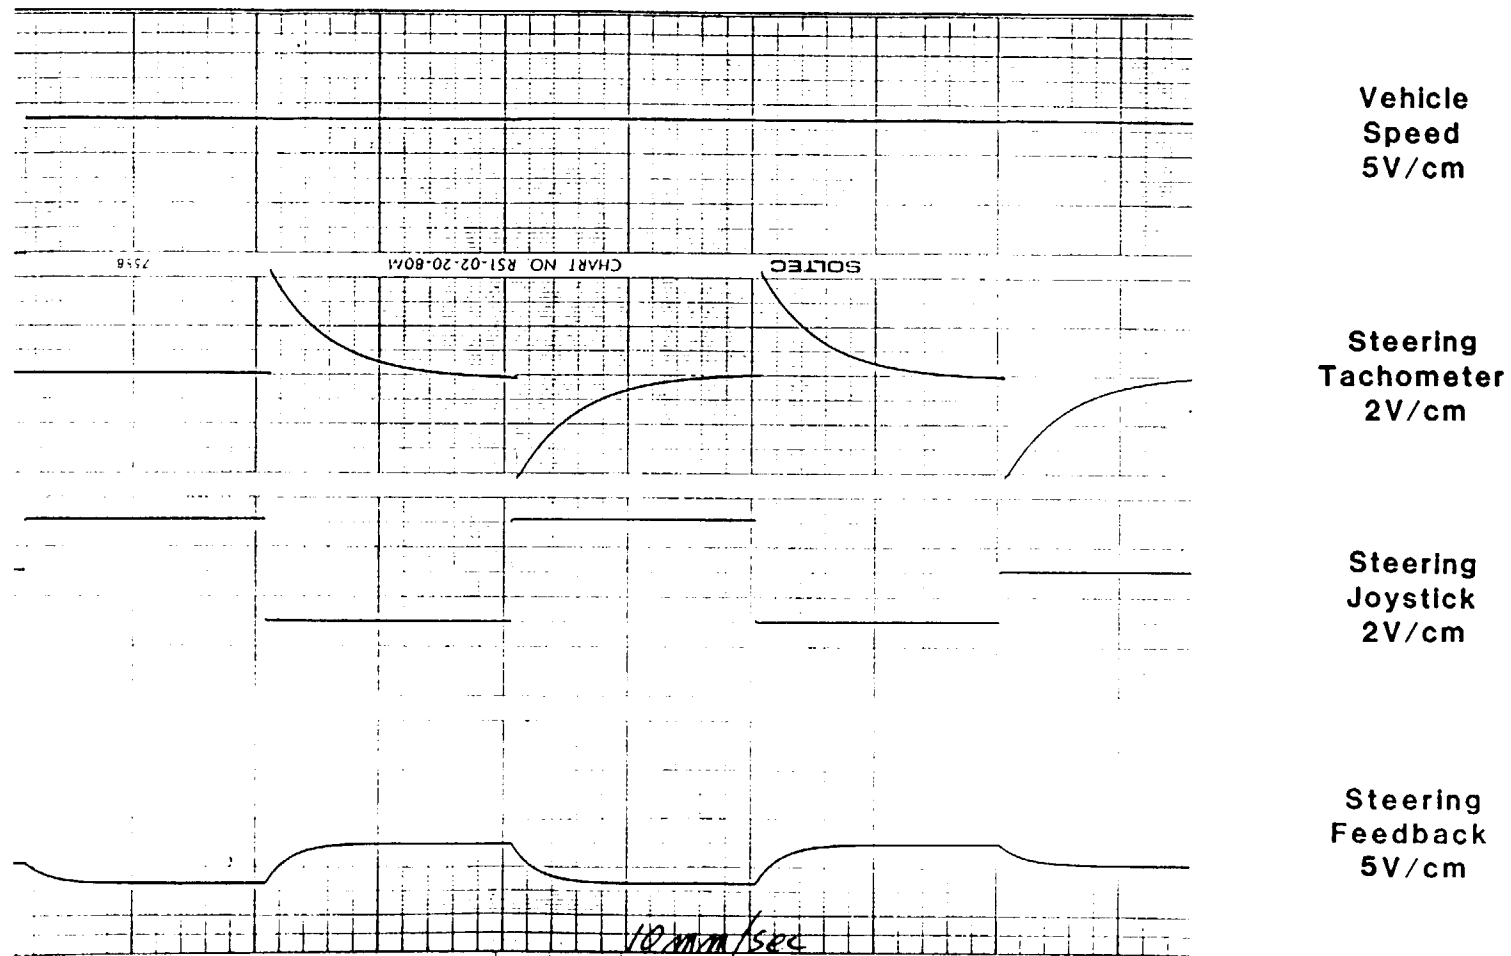 Vehicle
Speed
5V/cm
7558 CHART NO. RS1-02-20-80M SOLTEC
Steering
Tachometer
2V/cm
Steering
Joystick
2V/cm
Steering
Feedback
5V/cm
10mm/sec